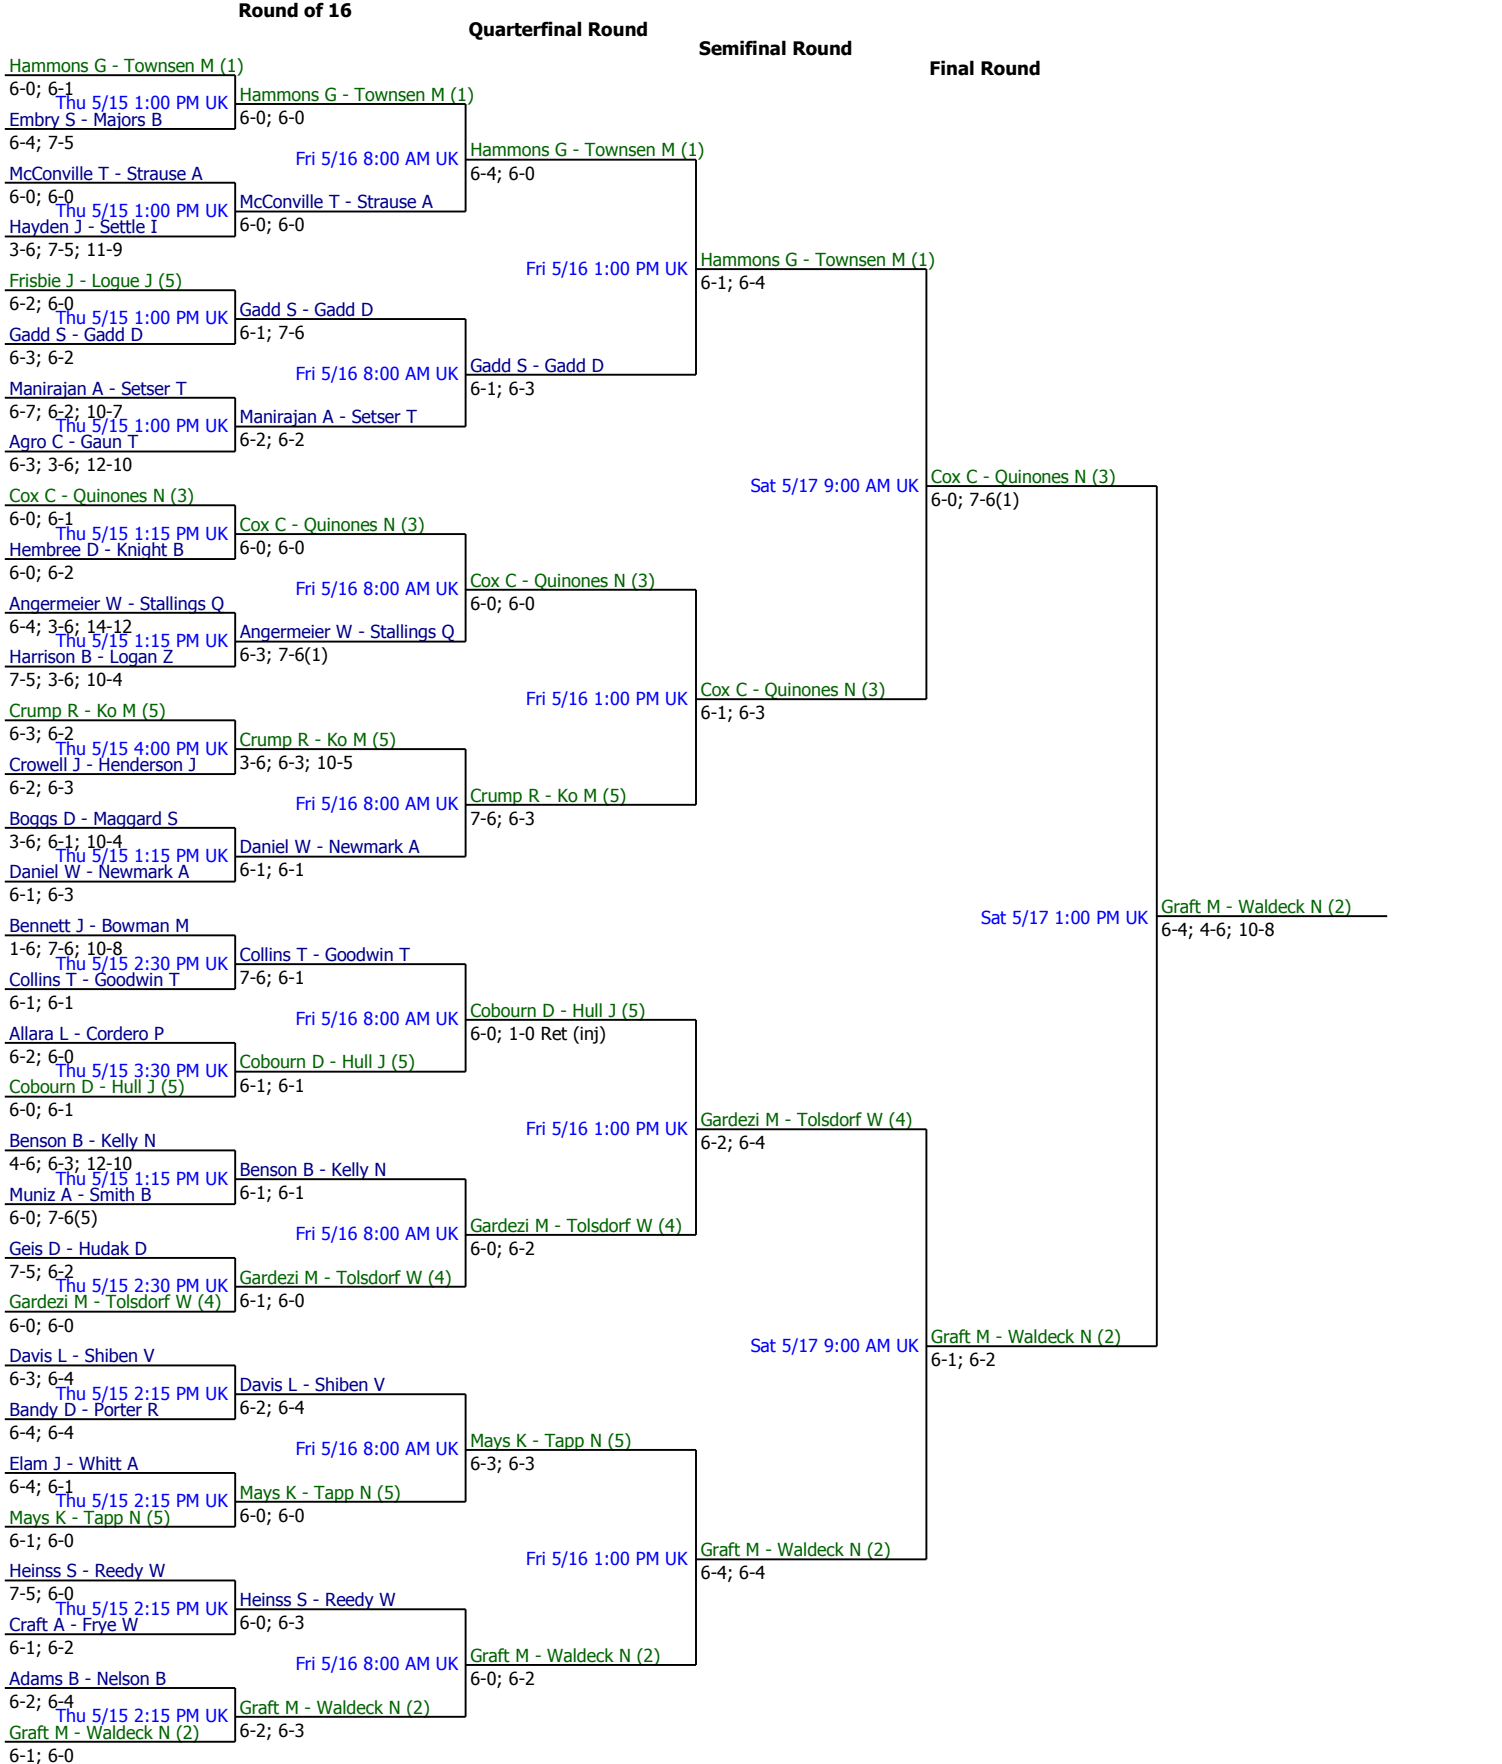 Round of 16
Quarterfinal Round
Semifinal Round
Final Round
Hammons G - Townsen M (1)
6-0; 6-1
Thu 5/15 1:00 PM UK
Embry S - Majors B
6-4; 7-5
McConville T - Strause A
6-0; 6-0
Thu 5/15 1:00 PM UK
Hayden J - Settle I
3-6; 7-5; 11-9
Frisbie J - Logue J (5)
6-2; 6-0
Thu 5/15 1:00 PM UK
Gadd S - Gadd D
6-3; 6-2
Manirajan A - Setser T
6-7; 6-2; 10-7
Thu 5/15 1:00 PM UK
Agro C - Gaun T
6-3; 3-6; 12-10
Cox C - Quinones N (3)
6-0; 6-1
Thu 5/15 1:15 PM UK
Hembree D - Knight B
6-0; 6-2
Angermeier W - Stallings Q
6-4; 3-6; 14-12
Thu 5/15 1:15 PM UK
Harrison B - Logan Z
7-5; 3-6; 10-4
Crump R - Ko M (5)
6-3; 6-2
Thu 5/15 4:00 PM UK
Crowell J - Henderson J
6-2; 6-3
Boggs D - Maggard S
3-6; 6-1; 10-4
Thu 5/15 1:15 PM UK
Daniel W - Newmark A
6-1; 6-3
Bennett J - Bowman M
1-6; 7-6; 10-8
Thu 5/15 2:30 PM UK
Collins T - Goodwin T
6-1; 6-1
Allara L - Cordero P
6-2; 6-0
Thu 5/15 3:30 PM UK
Cobourn D - Hull J (5)
6-0; 6-1
Benson B - Kelly N
4-6; 6-3; 12-10
Thu 5/15 1:15 PM UK
Muniz A - Smith B
6-0; 7-6(5)
Geis D - Hudak D
7-5; 6-2
Thu 5/15 2:30 PM UK
Gardezi M - Tolsdorf W (4)
6-0; 6-0
Davis L - Shiben V
6-3; 6-4
Thu 5/15 2:15 PM UK
Bandy D - Porter R
6-4; 6-4
Elam J - Whitt A
6-4; 6-1
Thu 5/15 2:15 PM UK
Mays K - Tapp N (5)
6-1; 6-0
Heinss S - Reedy W
7-5; 6-0
Thu 5/15 2:15 PM UK
Craft A - Frye W
6-1; 6-2
Adams B - Nelson B
6-2; 6-4
Thu 5/15 2:15 PM UK
Graft M - Waldeck N (2)
6-1; 6-0
Hammons G - Townsen M (1)
6-0; 6-0
Fri 5/16 8:00 AM UK
McConville T - Strause A
6-0; 6-0
Gadd S - Gadd D
6-1; 7-6
Fri 5/16 8:00 AM UK
Manirajan A - Setser T
6-2; 6-2
Cox C - Quinones N (3)
6-0; 6-0
Fri 5/16 8:00 AM UK
Angermeier W - Stallings Q
6-3; 7-6(1)
Crump R - Ko M (5)
3-6; 6-3; 10-5
Fri 5/16 8:00 AM UK
Daniel W - Newmark A
6-1; 6-1
Collins T - Goodwin T
7-6; 6-1
Fri 5/16 8:00 AM UK
Cobourn D - Hull J (5)
6-1; 6-1
Benson B - Kelly N
6-1; 6-1
Fri 5/16 8:00 AM UK
Gardezi M - Tolsdorf W (4)
6-1; 6-0
Davis L - Shiben V
6-2; 6-4
Fri 5/16 8:00 AM UK
Mays K - Tapp N (5)
6-0; 6-0
Heinss S - Reedy W
6-0; 6-3
Fri 5/16 8:00 AM UK
Graft M - Waldeck N (2)
6-2; 6-3
Hammons G - Townsen M (1)
6-4; 6-0
Fri 5/16 1:00 PM UK
Gadd S - Gadd D
6-1; 6-3
Cox C - Quinones N (3)
6-0; 6-0
Fri 5/16 1:00 PM UK
Crump R - Ko M (5)
7-6; 6-3
Cobourn D - Hull J (5)
6-0; 1-0 Ret (inj)
Fri 5/16 1:00 PM UK
Gardezi M - Tolsdorf W (4)
6-0; 6-2
Mays K - Tapp N (5)
6-3; 6-3
Fri 5/16 1:00 PM UK
Graft M - Waldeck N (2)
6-0; 6-2
Hammons G - Townsen M (1)
6-1; 6-4
Sat 5/17 9:00 AM UK
Cox C - Quinones N (3)
6-1; 6-3
Gardezi M - Tolsdorf W (4)
6-2; 6-4
Sat 5/17 9:00 AM UK
Graft M - Waldeck N (2)
6-4; 6-4
Cox C - Quinones N (3)
6-0; 7-6(1)
Sat 5/17 1:00 PM UK
Graft M - Waldeck N (2)
6-1; 6-2
Graft M - Waldeck N (2)
6-4; 4-6; 10-8